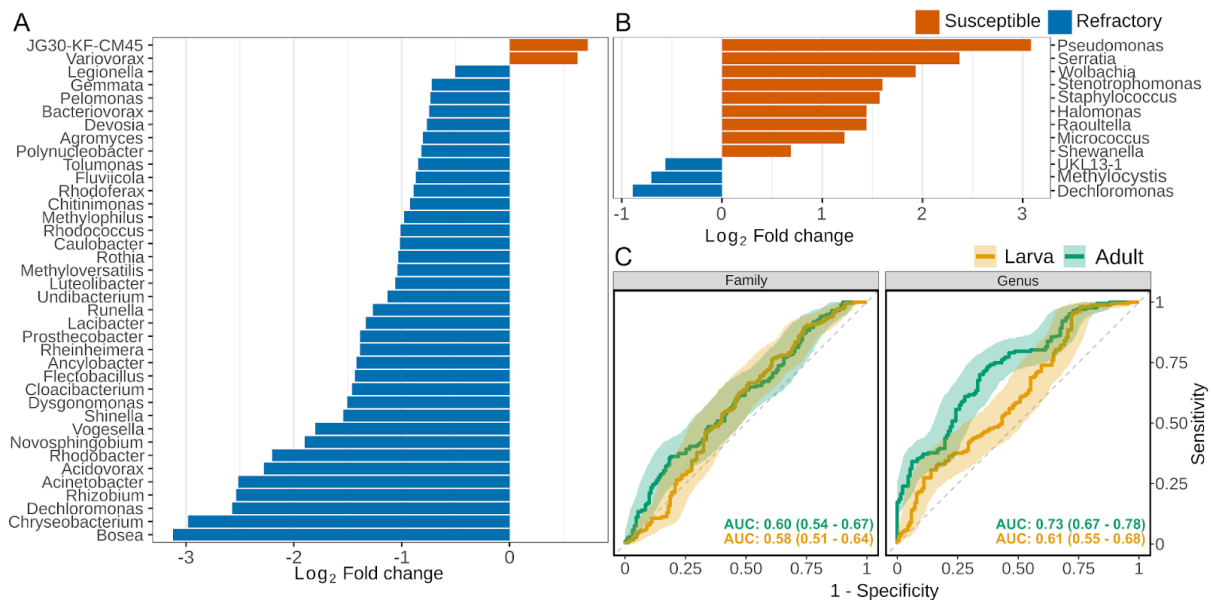 A
JG30-KF-CM45
Variovorax
Legionella
Gemmata
Pelomonas
Bacteriovorax
Devosia
Agromyces
Polynucleobacter
Tolumonas
Fluviicola
Rhodoferax
Chitinimonas
Methylophilus
Rhodococcus
Caulobacter
Rothia
Methyloversatilis
Luteolibacter
Undibacterium
Runella
Lacibacter
Prosthecobacter
Rheinheimera
Ancylobacter
Flectobacillus
Cloacibacterium
Dysgonomonas
Shinella
Vogesella
Novosphingobium
Rhodobacter
Acidovorax
Acinetobacter
Rhizobium
Dechloromonas
Chryseobacterium
Bosea
-3 -2 -1 0
Log2 Fold change
B
Susceptible Refractory
Pseudomonas
Serratia
Wolbachia
Stenotrophomonas
Staphylococcus
Halomonas
Raoultella
Micrococcus
Shewanella
UKL13-1
Methylocystis
Dechloromonas
-1 0 1 2 3
Log2 Fold change
C
Larva Adult
Family Genus
1
0.75
0.50
0.25
0
Sensitivity
AUC: 0.60 (0.54 - 0.67)
AUC: 0.58 (0.51 - 0.64)
AUC: 0.73 (0.67 - 0.78)
AUC: 0.61 (0.55 - 0.68)
0 0.25 0.50 0.75 1 0 0.25 0.50 0.75 1
1 - Specificity